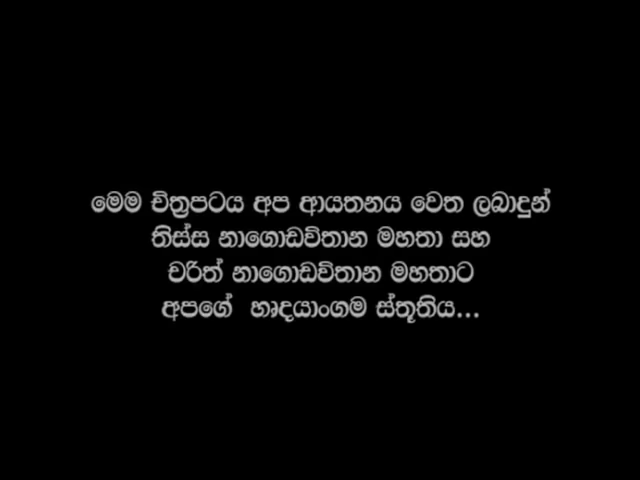 මෙම චිත්‍රපටය අප ආයතනය වෙත ලබාදුන්
තිස්ස නාගොඩවිතාන මහතා සහ
චරිත් නාගොඩවිතාන මහතාට
අපගේ හෘදයාංගම ස්තූතිය...